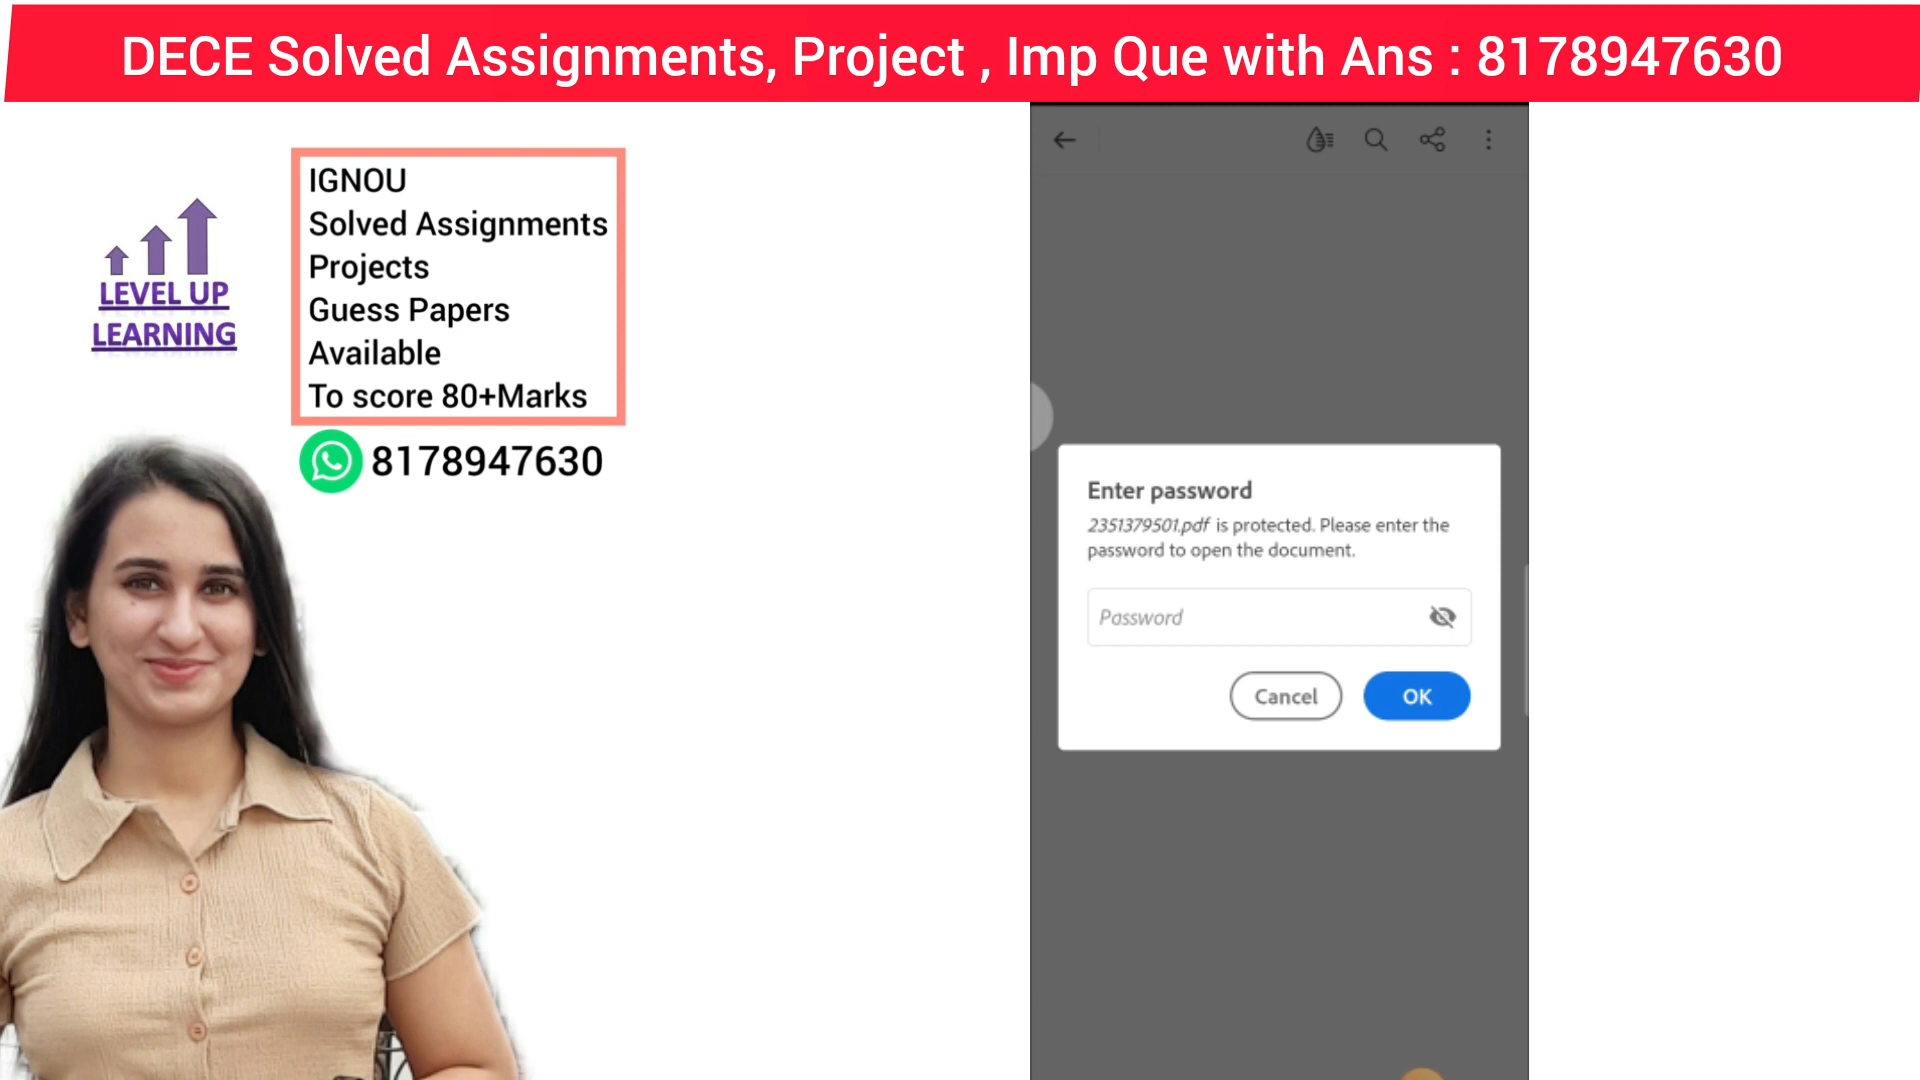 DECE Solved Assignments, Project , Imp Que with Ans : 8178947630
LEVEL UP
LEARNING
IGNOU
Solved Assignments
Projects
Guess Papers
Available
To score 80+Marks
8178947630
Enter password
2351379501.pdf is protected. Please enter the
password to open the document.
Password
Cancel
OK